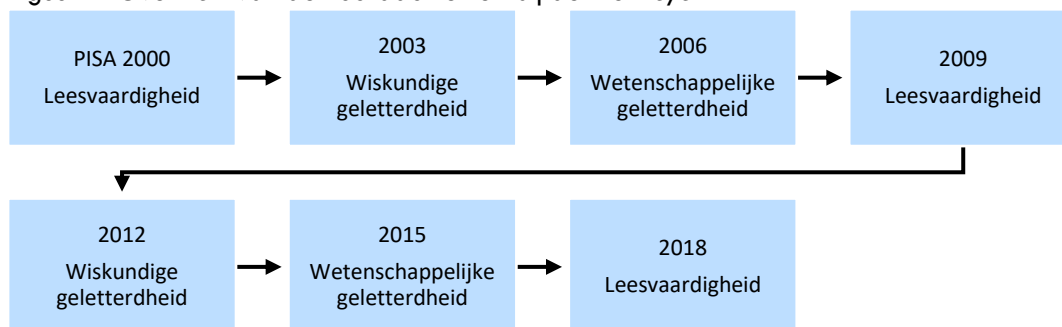 PISA 2000
Leesvaardigheid
2003
Wiskundige
geletterdheid
2006
Wetenschappelijke
geletterdheid
2009
Leesvaardigheid
2012
Wiskundige
geletterdheid
2015
Wetenschappelijke
geletterdheid
2018
Leesvaardigheid